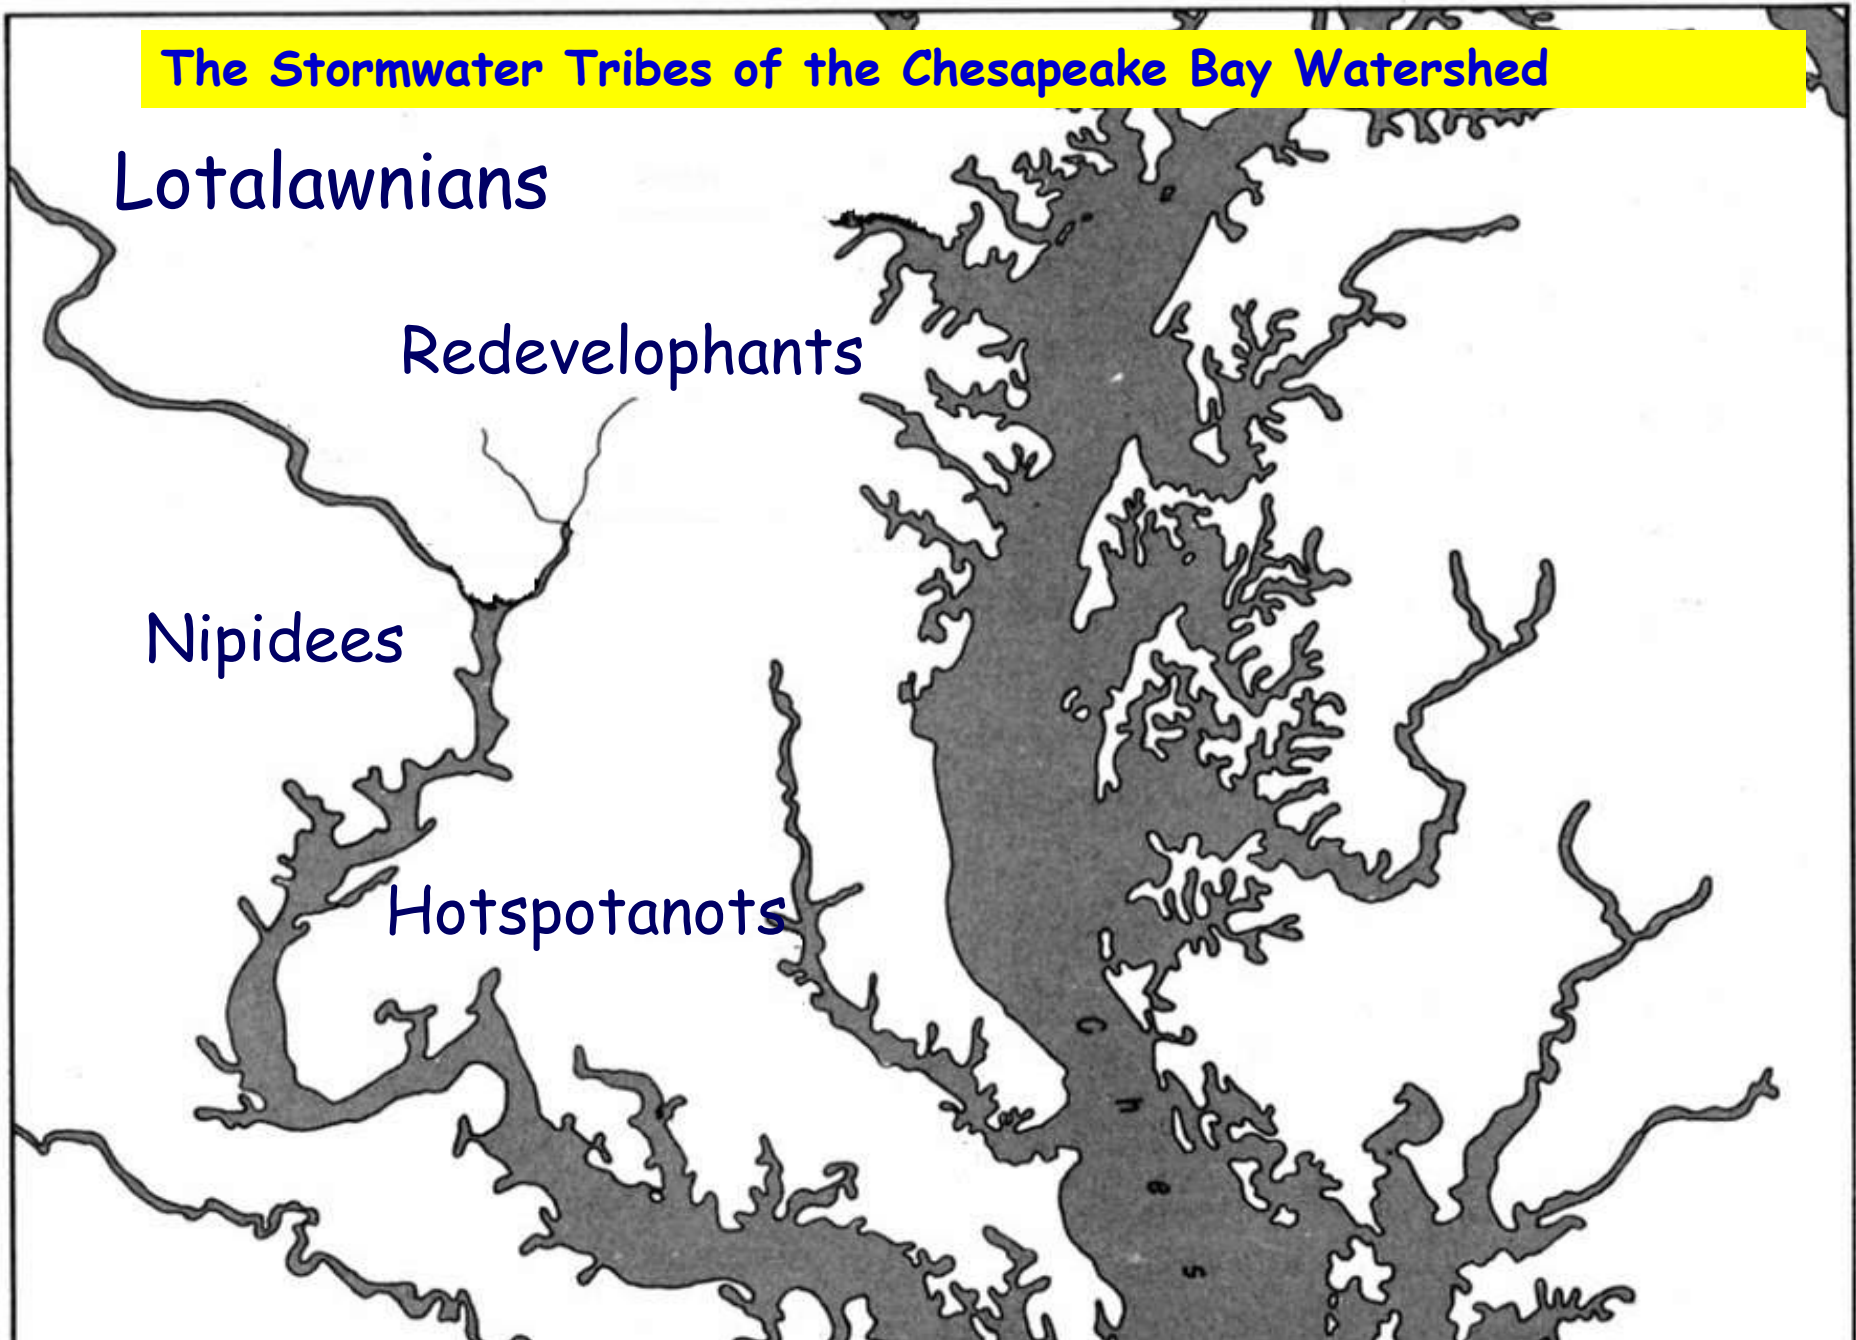 The Stormwater Tribes of the Chesapeake Bay Watershed
Lotalawnians
Redevelophants
Nipidees
Hotspotanots
C
h
e
s